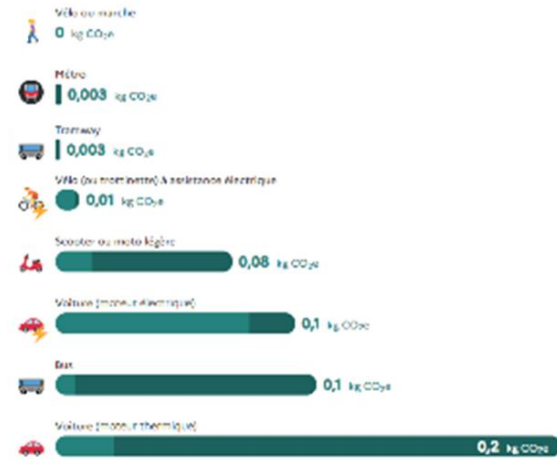 Vélo ou marche
0 kg CO₂e
Métro
0,003 kg CO₂e
Tramway
0,003 kg CO₂e
Vélo (ou trottinette) à assistance électrique
0,01 kg CO₂e
Scooter ou moto légère
0,08 kg CO₂e
Voiture (moteur électrique)
0,1 kg CO₂e
Bus
0,1 kg CO₂e
Voiture (moteur thermique)
0,2 kg CO₂e